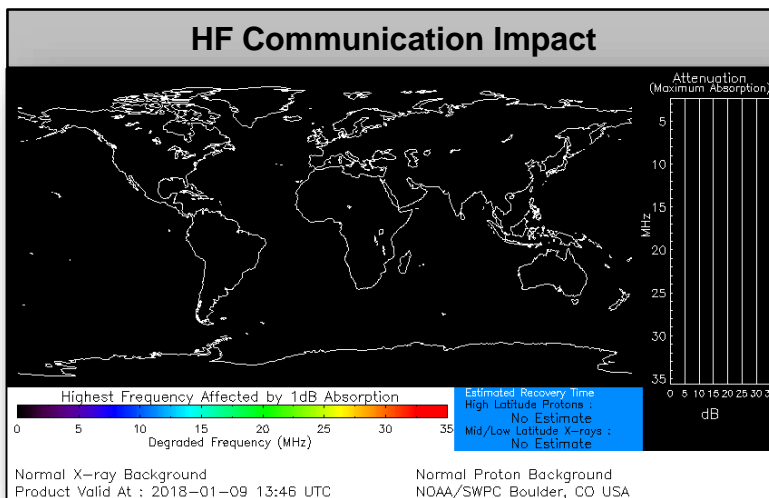 HF Communication Impact
Attenuation
(Maximum Absorption)
5
10
15
20
25
30
35
MHz
0 5 10 15 20 25 30
dB
Highest Frequency Affected by 1dB Absorption
0 5 10 15 20 25 30 35
Degraded Frequency (MHz)
Estimated Recovery Time
High Latitude Protons :
No Estimate
Mid/Low Latitude X-rays :
No Estimate
Normal X-ray Background
Product Valid At : 2018-01-09 13:46 UTC
Normal Proton Background
NOAA/SWPC Boulder, CO USA